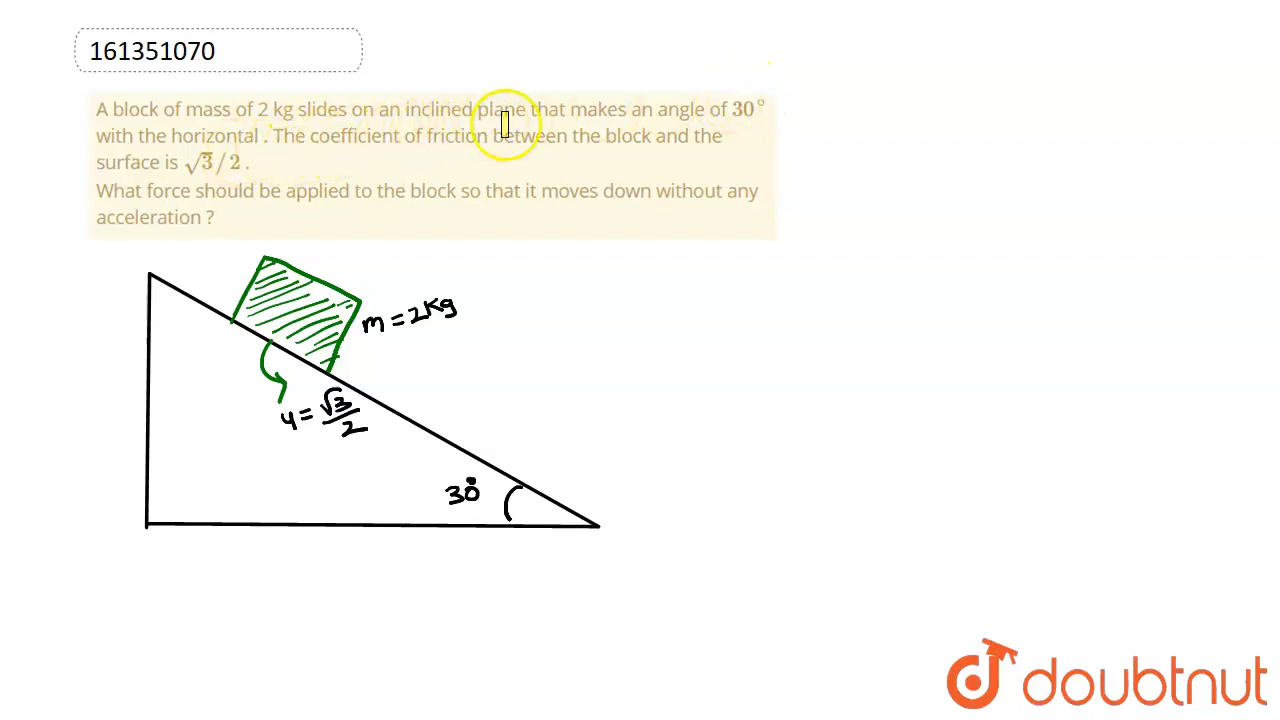 161351070
A block of mass of 2 kg slides on an inclined plane that makes an angle of 30°
with the horizontal . The coefficient of friction between the block and the
surface is √3 / 2 .
What force should be applied to the block so that it moves down without any
acceleration ?
m = 2Kg
μ = √3/2
30°
doubtnut